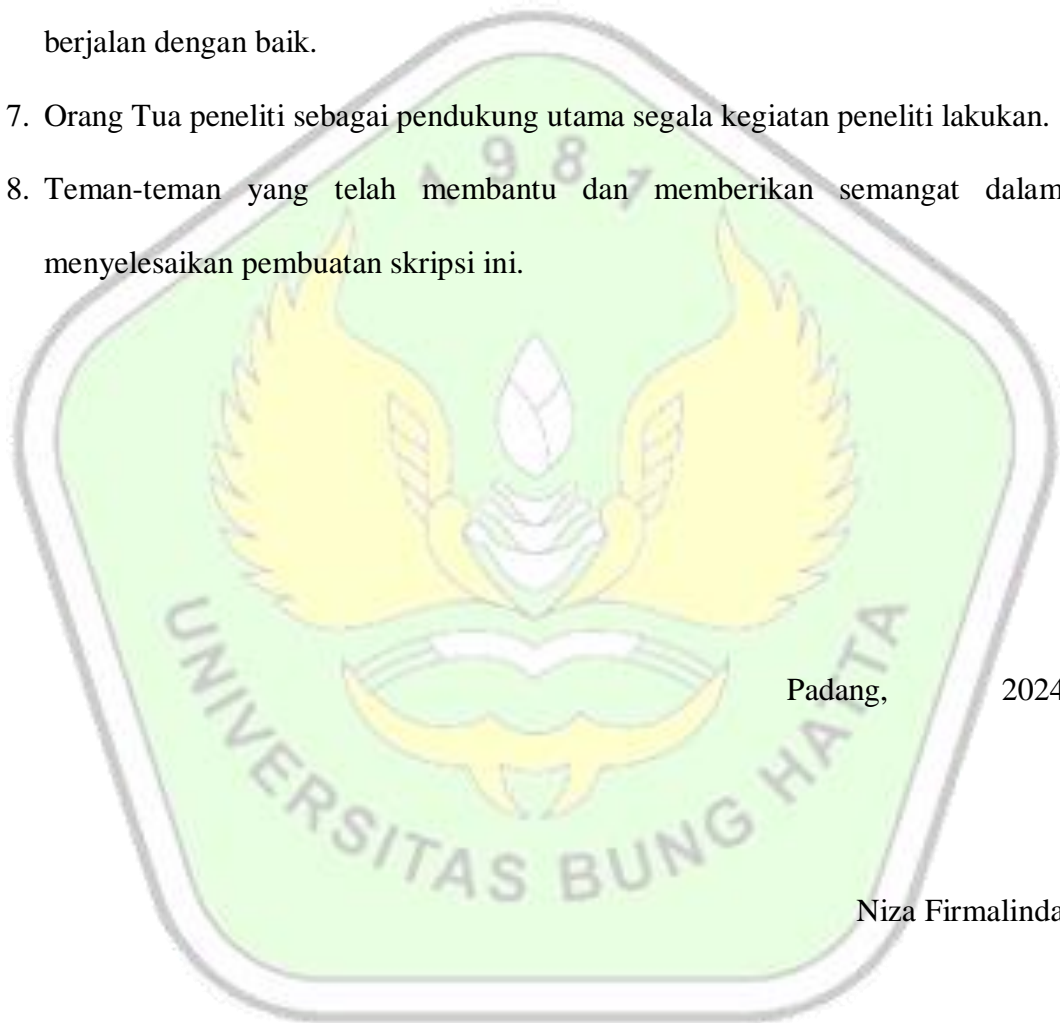 berjalan dengan baik.
7. Orang Tua peneliti sebagai pendukung utama segala kegiatan peneliti lakukan.
8. Teman-teman yang telah membantu dan memberikan semangat dalam
menyelesaikan pembuatan skripsi ini.
1981
Padang, 2024
Niza Firmalinda
UNIVERSITAS BUNG HATTA